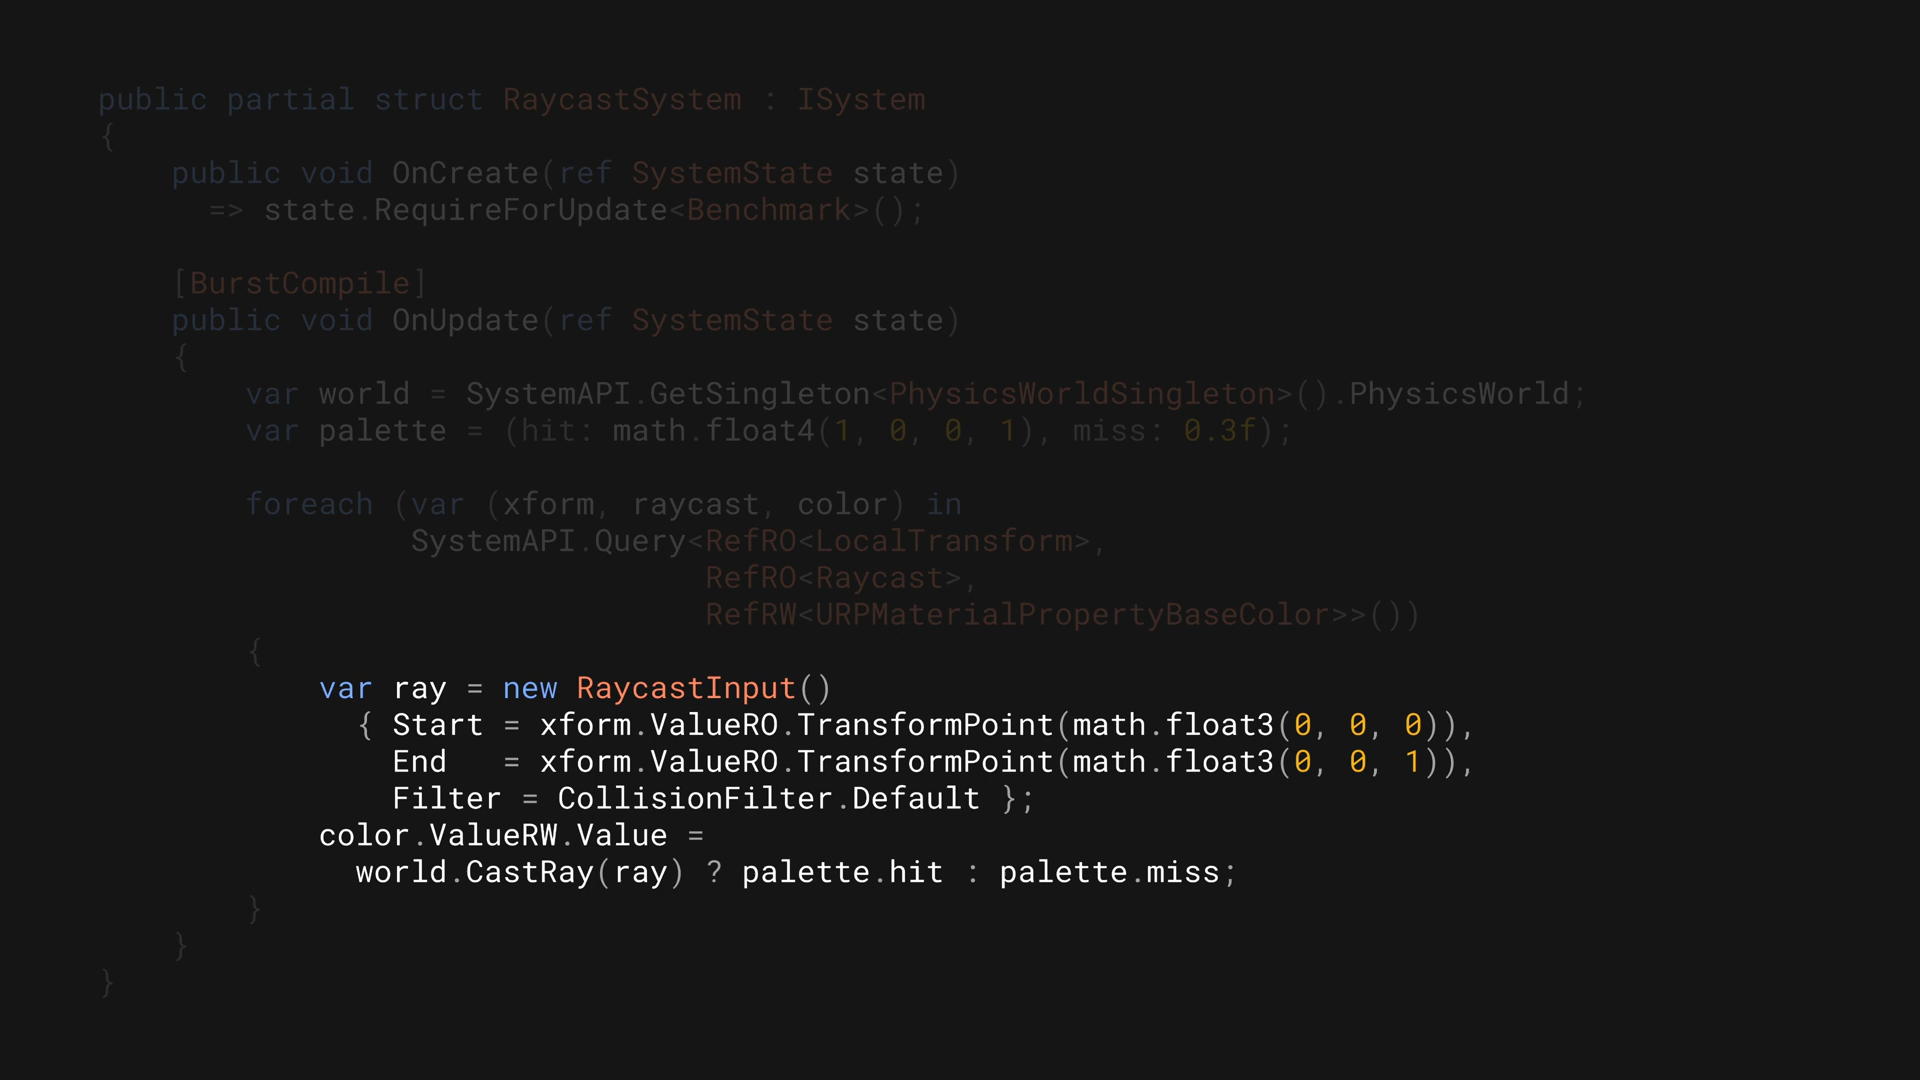 public partial struct RaycastSystem : ISystem
{
    public void OnCreate(ref SystemState state)
      => state.RequireForUpdate<Benchmark>();
    [BurstCompile]
    public void OnUpdate(ref SystemState state)
    {
        var world = SystemAPI.GetSingleton<PhysicsWorldSingleton>().PhysicsWorld;
        var palette = (hit: math.float4(1, 0, 0, 1), miss: 0.3f);
        foreach (var (xform, raycast, color) in
                 SystemAPI.Query<RefRO<LocalTransform>,
                                 RefRO<Raycast>,
                                 RefRW<URPMaterialPropertyBaseColor>>())
        {
            var ray = new RaycastInput()
              { Start = xform.ValueRO.TransformPoint(math.float3(0, 0, 0)),
                End   = xform.ValueRO.TransformPoint(math.float3(0, 0, 1)),
                Filter = CollisionFilter.Default };
            color.ValueRW.Value =
              world.CastRay(ray) ? palette.hit : palette.miss;
        }
    }
}